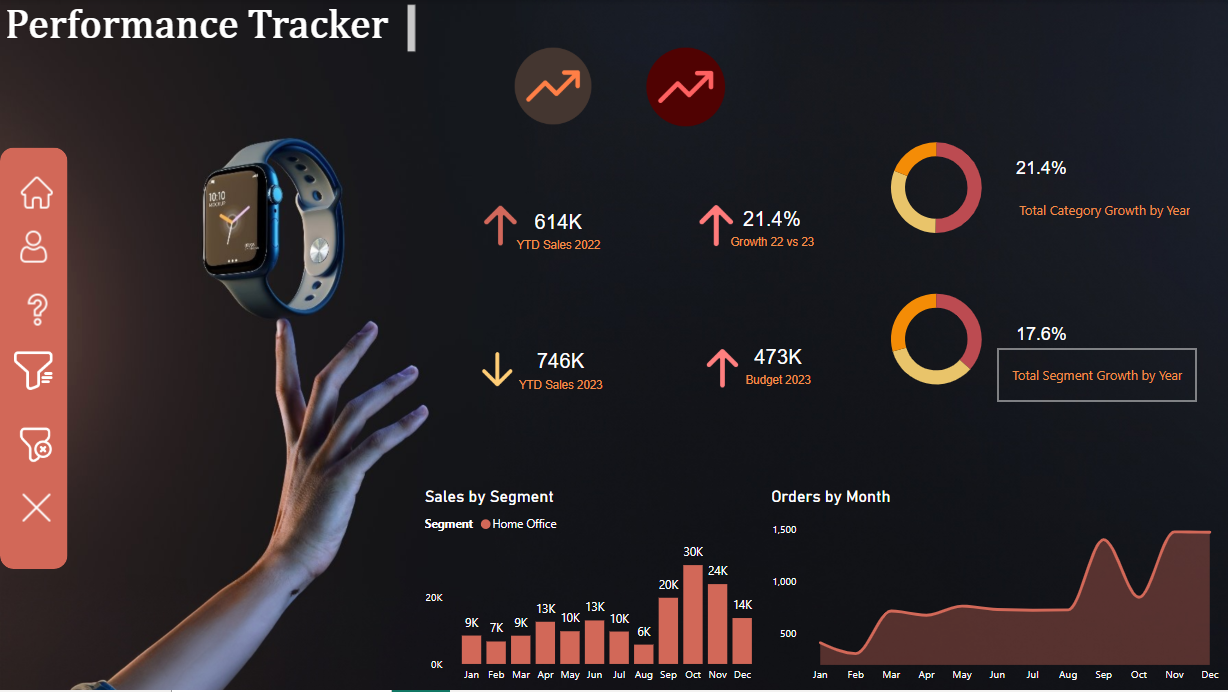 Performance Tracker
10:10
614K
YTD Sales 2022
21.4%
Growth 22 vs 23
21.4%
Total Category Growth by Year
746K
YTD Sales 2023
473K
Budget 2023
17.6%
Total Segment Growth by Year
Sales by Segment
Segment Home Office
20K
0K
9K 7K 9K 13K 10K 13K 10K 6K 20K 30K 24K 14K
Jan Feb Mar Apr May Jun Jul Aug Sep Oct Nov Dec
Orders by Month
1,500
1,000
500
Jan Feb Mar Apr May Jun Jul Aug Sep Oct Nov Dec